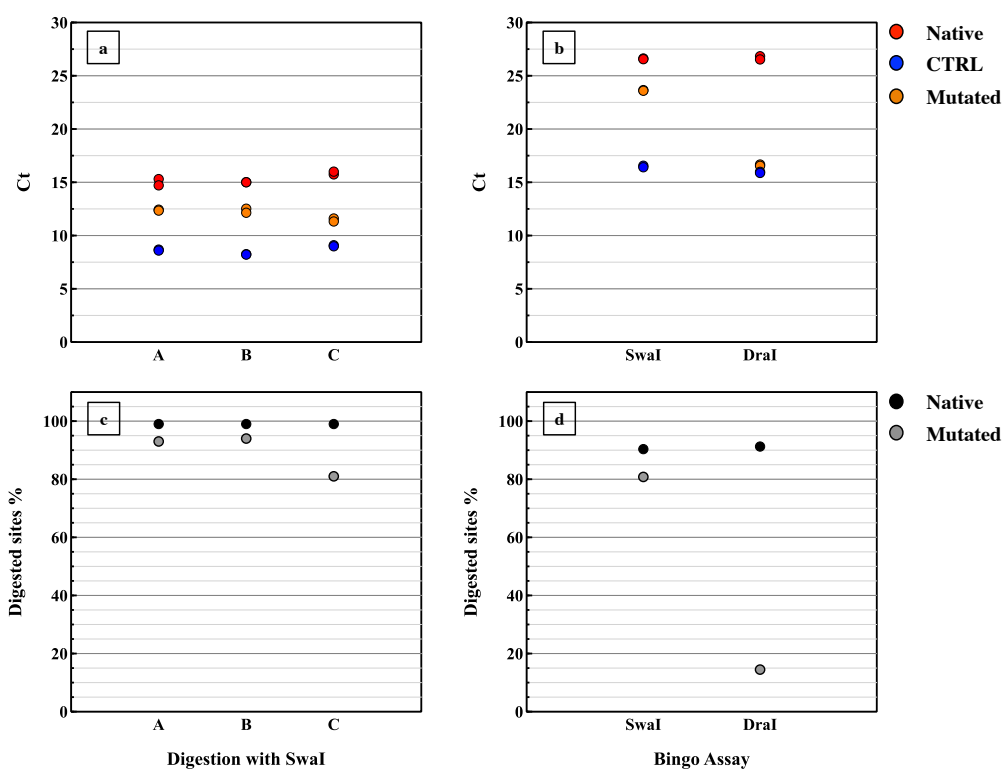 30
25
20
15
10
5
0
Ct
a
A B C
30
25
20
15
10
5
0
Ct
b
SwaI DraI
Native
CTRL
Mutated
100
80
60
40
20
0
Digested sites %
c
A B C
Digestion with SwaI
100
80
60
40
20
0
Digested sites %
d
SwaI DraI
Bingo Assay
Native
Mutated